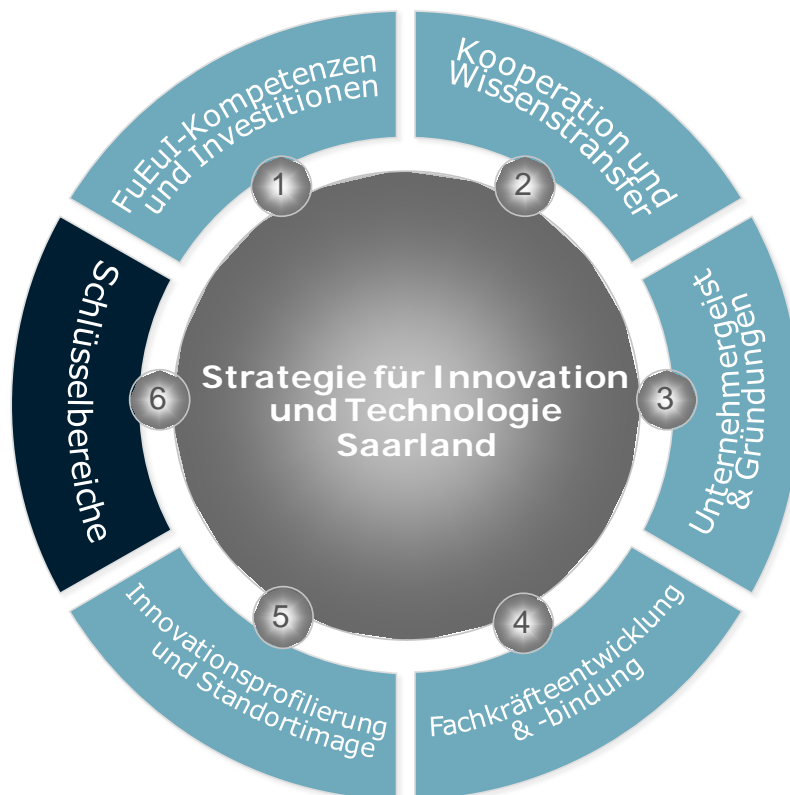 FuEuI-Kompetenzen
und Investitionen
1
Kooperation und
Wissenstransfer
2
Unternehmergeist
& Gründungen
3
Fachkräfteentwicklung
& -bindung
4
Innovationsprofilierung
und Standortimage
5
Schlüsselbereiche
6
Strategie für Innovation
und Technologie
Saarland